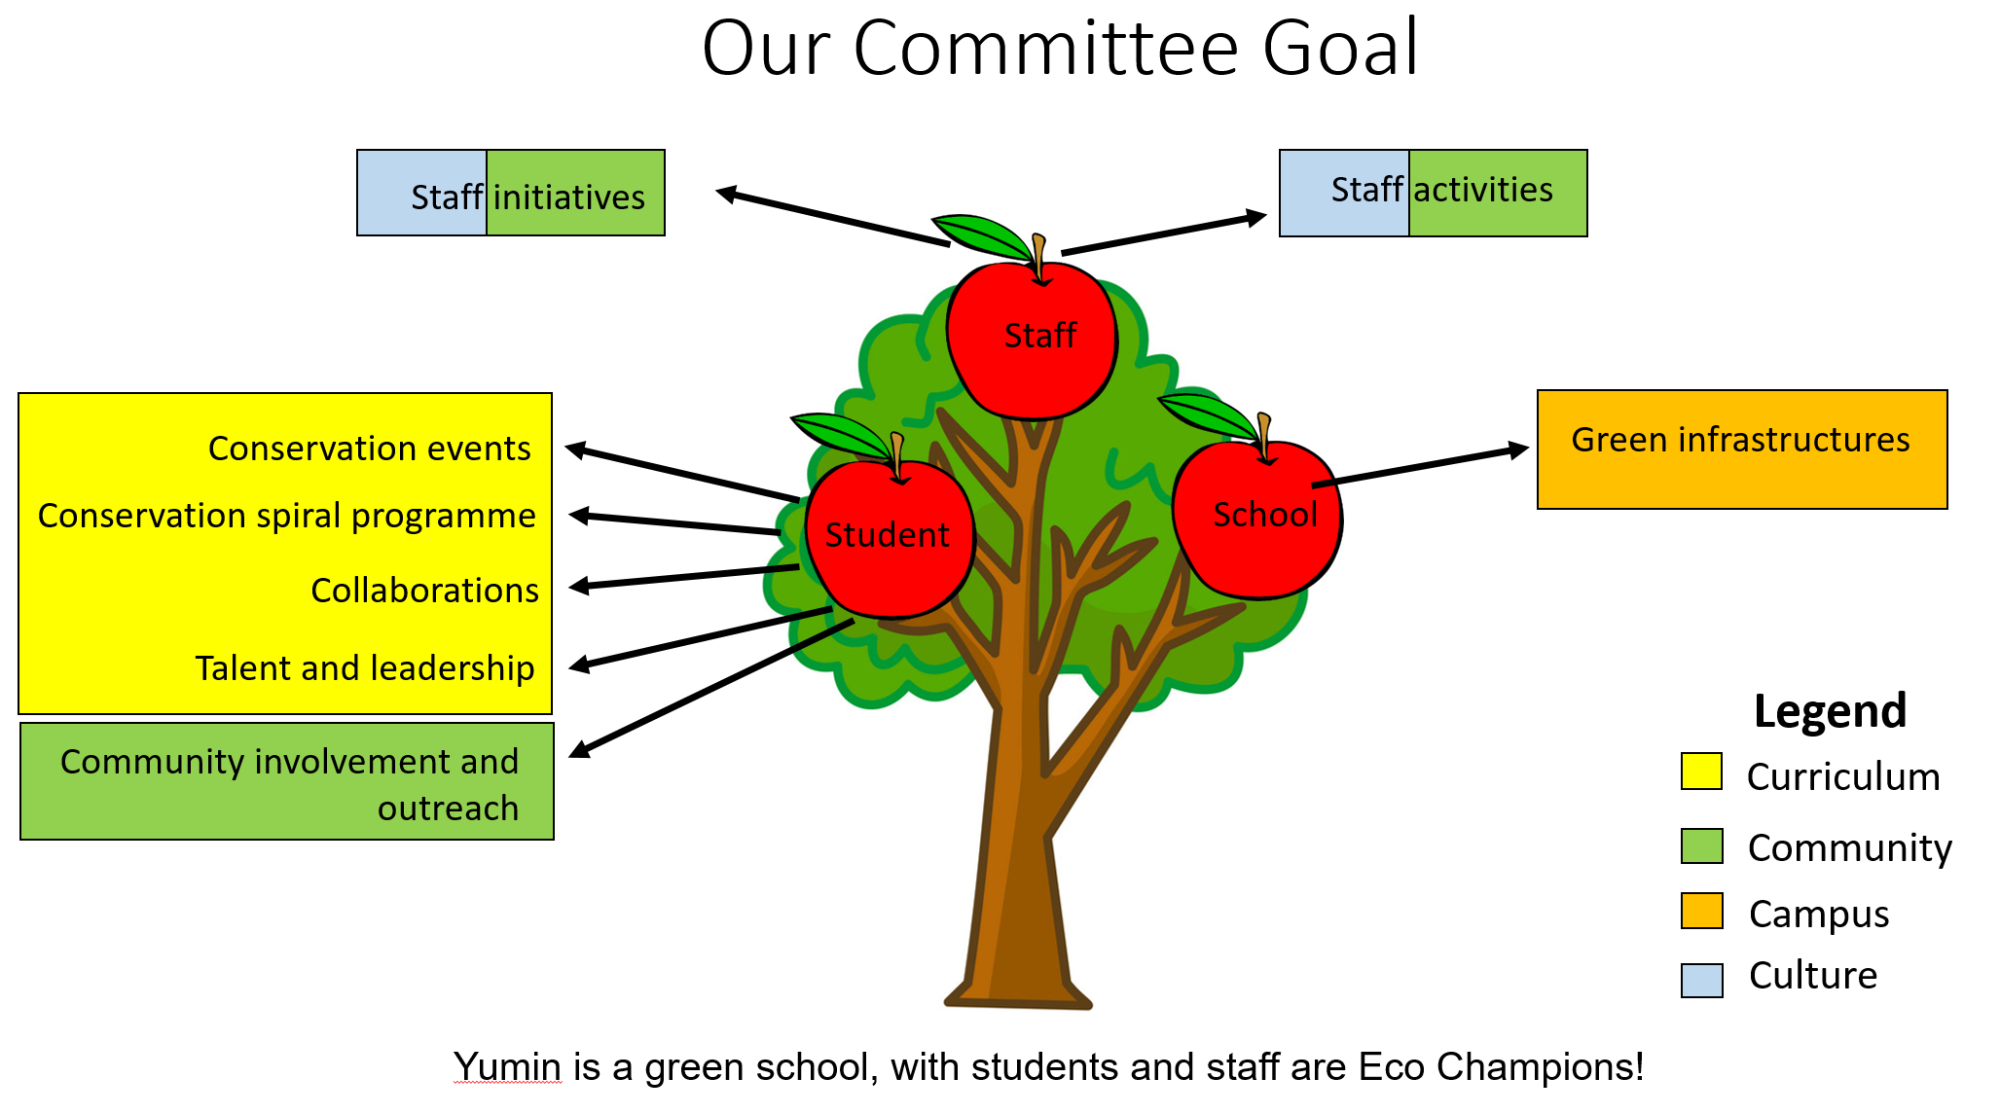 Our Committee Goal
Staff initiatives
Staff activities
Staff
Conservation events
Conservation spiral programme
Collaborations
Talent and leadership
Community involvement and
outreach
Student
School
Green infrastructures
Legend
Curriculum
Community
Campus
Culture
Yumin is a green school, with students and staff are Eco Champions!